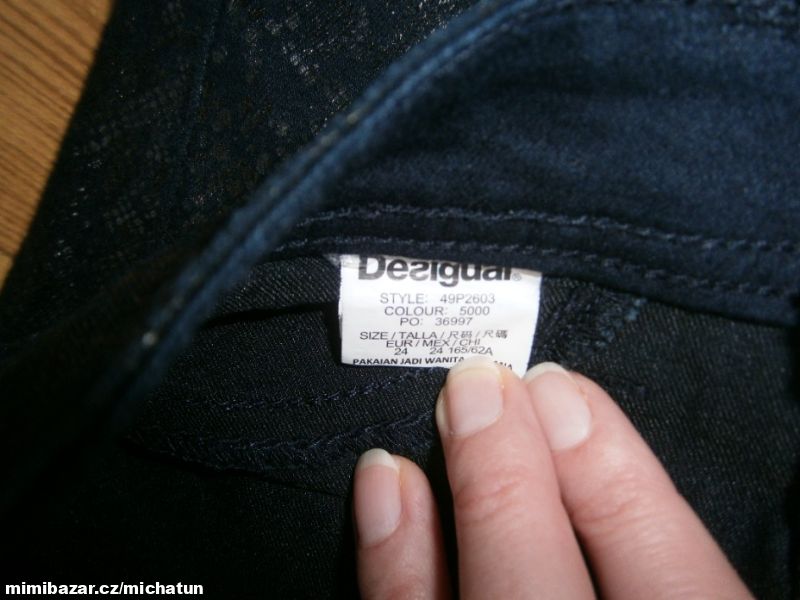 Desigual®
STYLE: 49P2603
COLOUR: 5000
PO: 36997
SIZE / TALLA / 尺码 / 尺碼
EUR / MEX / CHI
24 24 165/62A
PAKAIAN JADI WANITA
mimibazar.cz/michatun